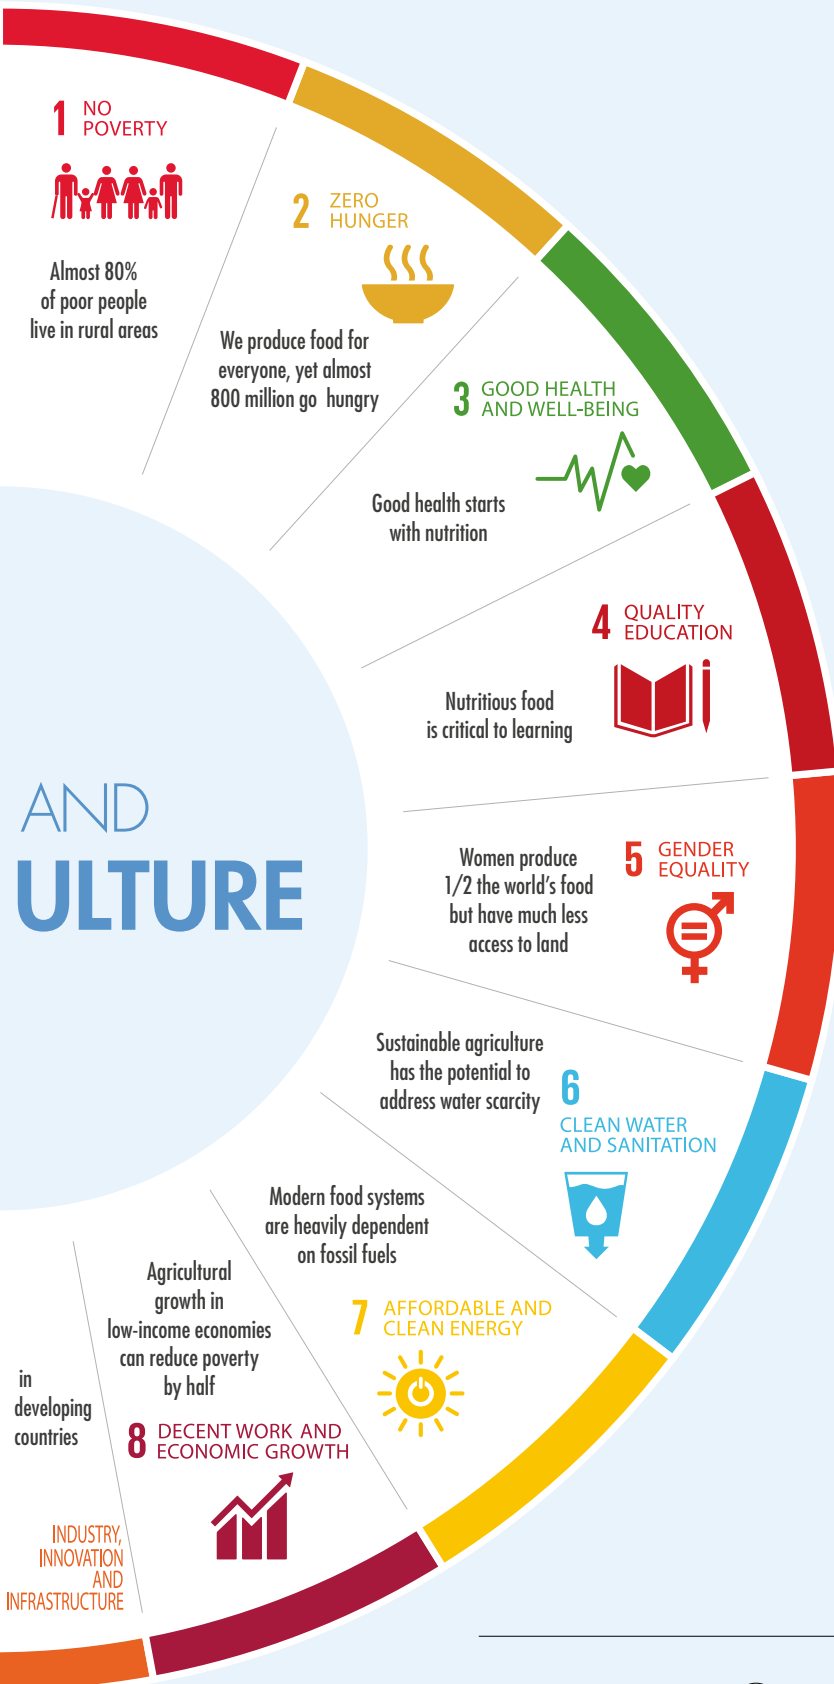 1 NO
POVERTY
Almost 80%
of poor people
live in rural areas
2 ZERO
HUNGER
We produce food for
everyone, yet almost
800 million go hungry
3 GOOD HEALTH
AND WELL-BEING
Good health starts
with nutrition
4 QUALITY
EDUCATION
Nutritious food
is critical to learning
AND
ULTURE
5 GENDER
EQUALITY
Women produce
1/2 the world's food
but have much less
access to land
Sustainable agriculture
has the potential to
address water scarcity
6
CLEAN WATER
AND SANITATION
Modern food systems
are heavily dependent
on fossil fuels
7 AFFORDABLE AND
CLEAN ENERGY
Agricultural
growth in
low-income economies
can reduce poverty
by half
8 DECENT WORK AND
ECONOMIC GROWTH
in
developing
countries
INDUSTRY,
INNOVATION
AND
INFRASTRUCTURE